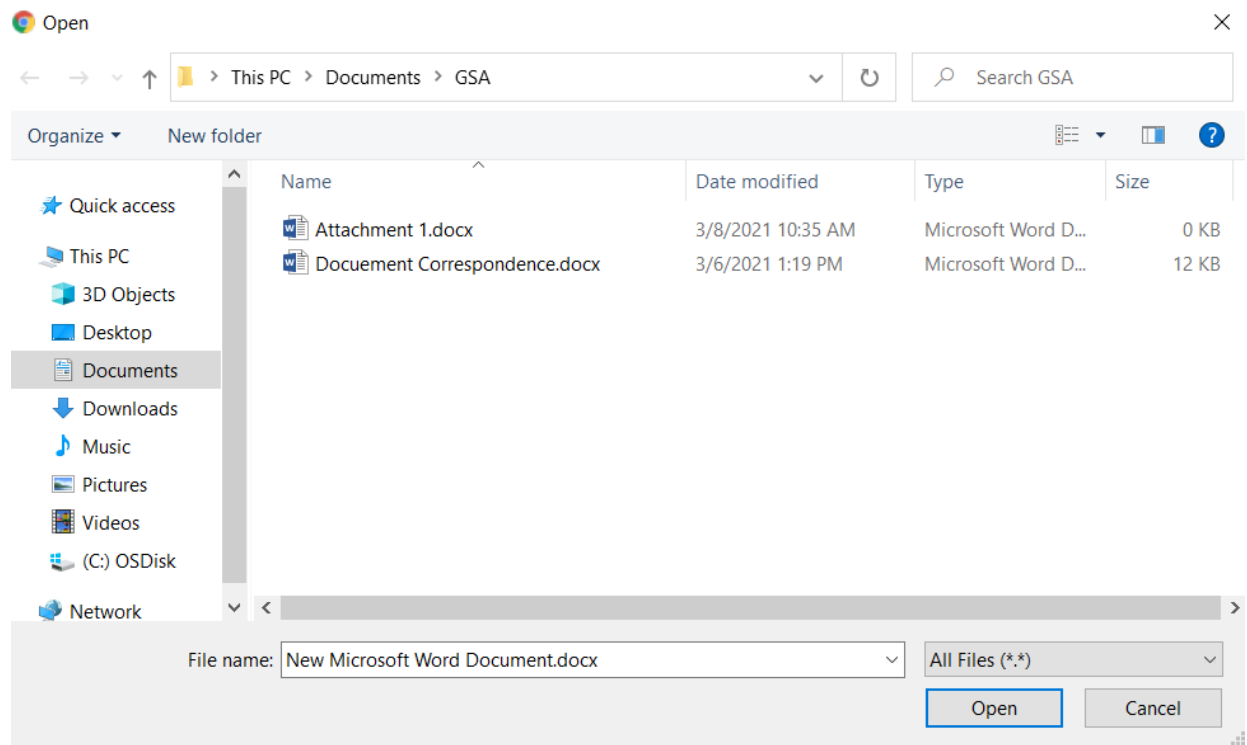 Open
This PC > Documents > GSA
Search GSA
Organize New folder ?
Name Date modified Type Size
Quick access
This PC
3D Objects
Desktop
Documents
Downloads
Music
Pictures
Videos
(C:) OSDisk
Network
Attachment 1.docx 3/8/2021 10:35 AM Microsoft Word D... 0 KB
Docuement Correspondence.docx 3/6/2021 1:19 PM Microsoft Word D... 12 KB
File name: New Microsoft Word Document.docx All Files (*.*)
Open Cancel